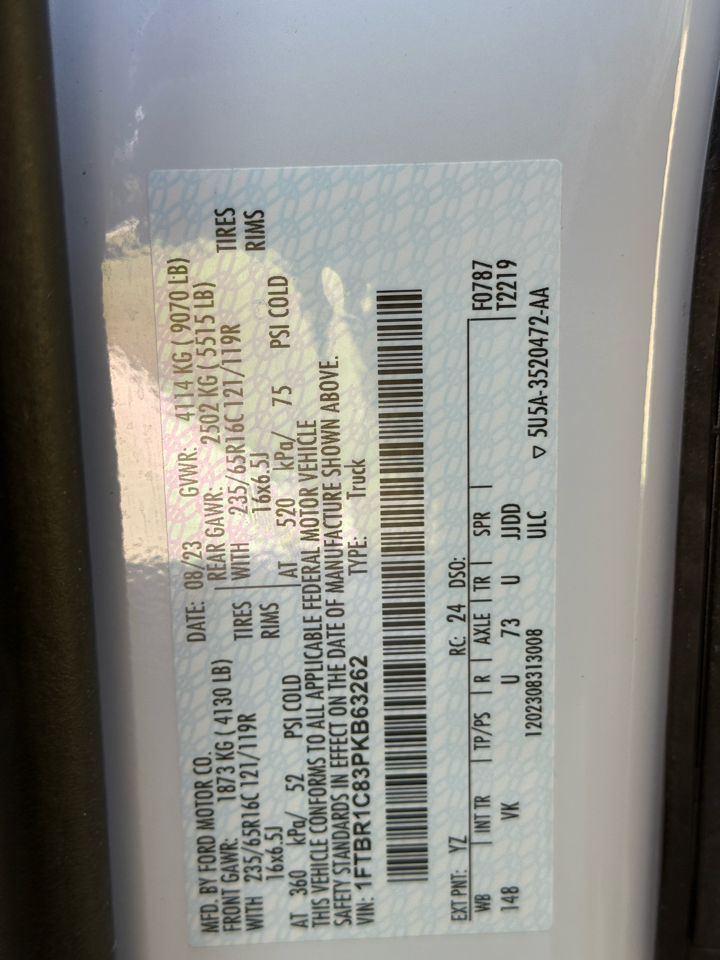 MFD. BY FORD MOTOR CO.
DATE: 08/23 GVWR: 4114 KG ( 9070 LB)
FRONT GAWR: 1873 KG ( 4130 LB)
REAR GAWR: 2502 KG ( 5515 LB)
WITH 235/65R16C 121/119R TIRES
WITH 235/65R16C 121/119R TIRES
16x6.5J RIMS
16x6.5J RIMS
AT 360 kPa/ 52 PSI COLD
AT 520 kPa/ 75 PSI COLD
THIS VEHICLE CONFORMS TO ALL APPLICABLE FEDERAL MOTOR VEHICLE
SAFETY STANDARDS IN EFFECT ON THE DATE OF MANUFACTURE SHOWN ABOVE.
VIN: 1FTBR1C83PKB63262 TYPE: Truck
EXT PNT: YZ RC: 24 DSO:
WB INT TR TP/PS R AXLE TR SPR F0787
148 VK U 73 U JJDD T2219
1202308313008 ULC ▽ 5U5A-3520472-AA